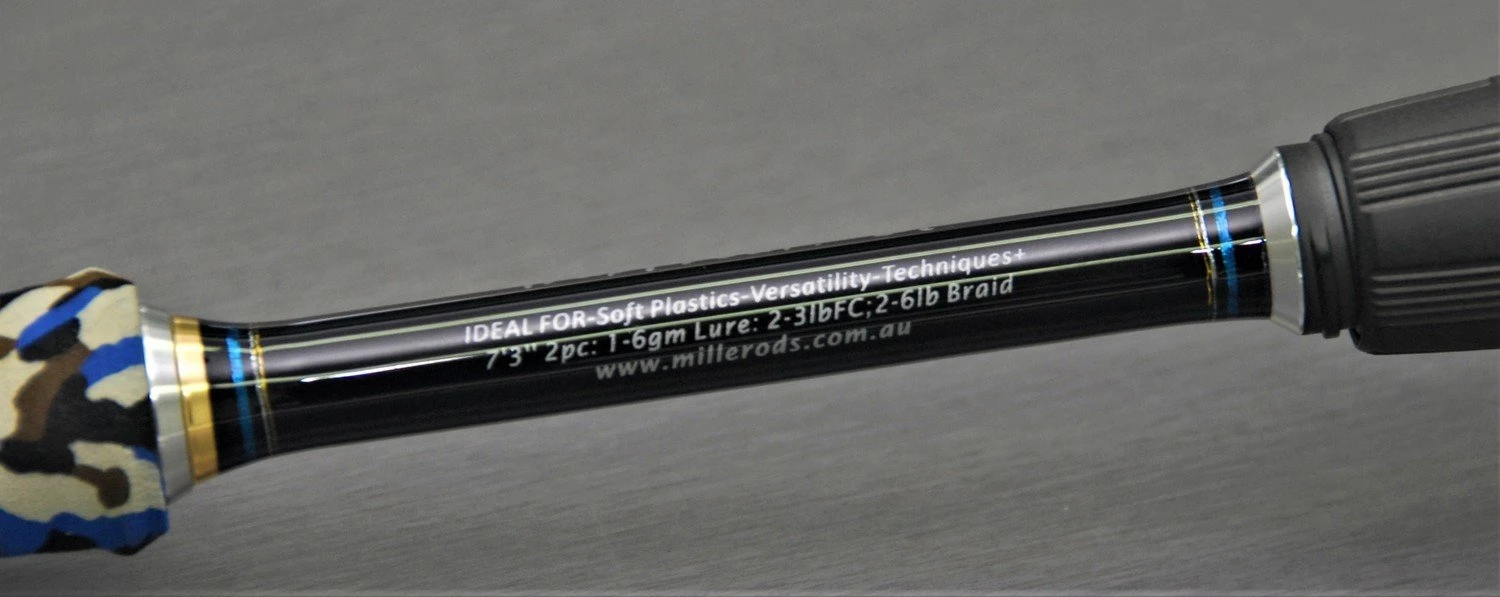 IDEAL FOR-Soft Plastics-Versatility-Techniques+
7'3" 2pc: 1-6gm Lure: 2-3lbFC;2-6lb Braid
www.millerods.com.au